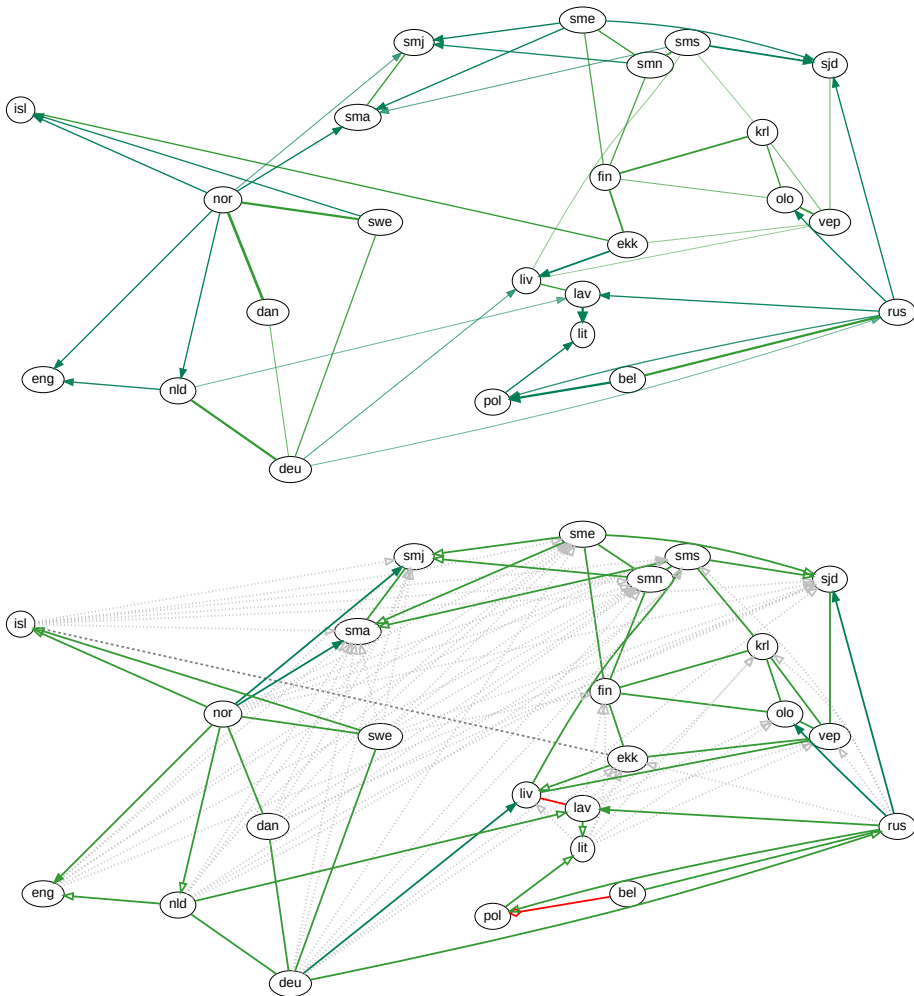 sme
smj
sms
smn
sjd
isl
sma
krl
fin
nor
olo
swe
vep
ekk
liv
lav
dan
rus
lit
eng
nld
bel
pol
deu
sme
smj
sms
smn
sjd
isl
sma
krl
fin
nor
olo
swe
vep
ekk
liv
lav
dan
rus
lit
eng
nld
bel
pol
deu